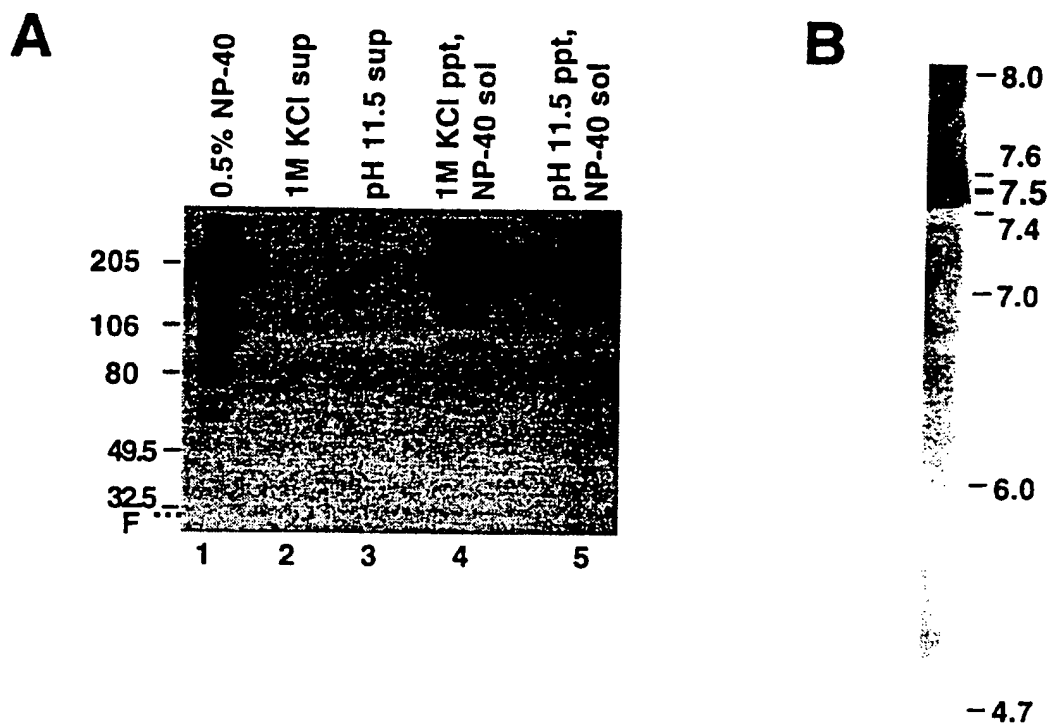 A
0.5% NP-40
1M KCl sup
pH 11.5 sup
1M KCl ppt,
NP-40 sol
pH 11.5 ppt,
NP-40 sol
205
106
80
49.5
32.5
F
1 2 3 4 5
B
8.0
7.6
7.5
7.4
7.0
6.0
4.7